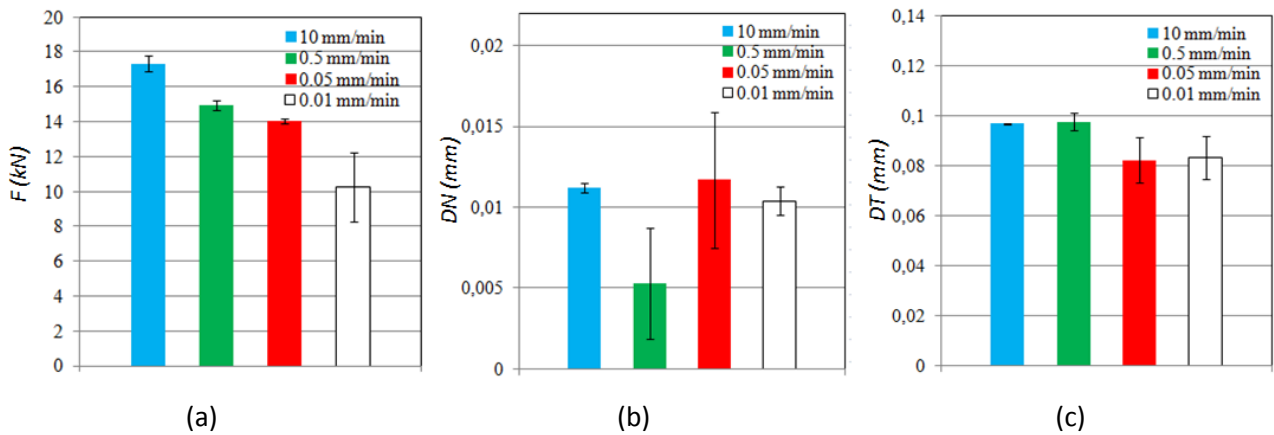 F (kN)
20
18
16
14
12
10
8
6
4
2
0
10 mm/min
0.5 mm/min
0.05 mm/min
0.01 mm/min
(a)
DN (mm)
0,02
0,015
0,01
0,005
0
10 mm/min
0.5 mm/min
0.05 mm/min
0.01 mm/min
(b)
DT (mm)
0,14
0,12
0,1
0,08
0,06
0,04
0,02
0
10 mm/min
0.5 mm/min
0.05 mm/min
0.01 mm/min
(c)